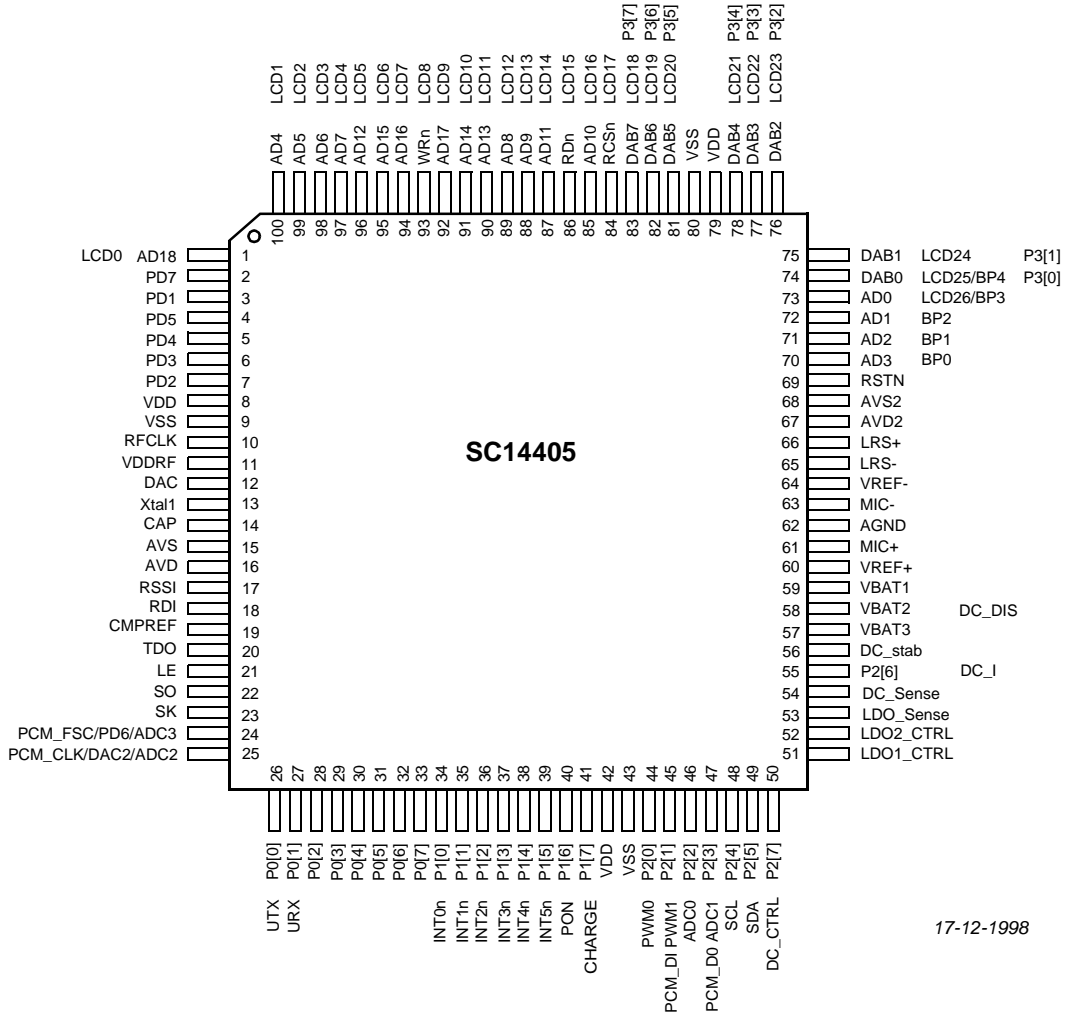 P3[7] P3[6] P3[5] P3[4] P3[3] P3[2]
LCD1 LCD2 LCD3 LCD4 LCD5 LCD6 LCD7 LCD8 LCD9 LCD10 LCD11 LCD12 LCD13 LCD14 LCD15 LCD16 LCD17 LCD18 LCD19 LCD20 LCD21 LCD22 LCD23
AD4 AD5 AD6 AD7 AD12 AD15 AD16 WRn AD17 AD14 AD13 AD8 AD9 AD11 RDn AD10 RCSn DAB7 DAB6 DAB5 VSS VDD DAB4 DAB3 DAB2
100 99 98 97 96 95 94 93 92 91 90 89 88 87 86 85 84 83 82 81 80 79 78 77 76
LCD0 AD18 1
PD7 2
PD1 3
PD5 4
PD4 5
PD3 6
PD2 7
VDD 8
VSS 9
RFCLK 10
VDDRF 11
DAC 12
Xtal1 13
CAP 14
AVS 15
AVD 16
RSSI 17
RDI 18
CMPREF 19
TDO 20
LE 21
SO 22
SK 23
PCM_FSC/PD6/ADC3 24
PCM_CLK/DAC2/ADC2 25
SC14405
75 DAB1 LCD24 P3[1]
74 DAB0 LCD25/BP4 P3[0]
73 AD0 LCD26/BP3
72 AD1 BP2
71 AD2 BP1
70 AD3 BP0
69 RSTN
68 AVS2
67 AVD2
66 LRS+
65 LRS-
64 VREF-
63 MIC-
62 AGND
61 MIC+
60 VREF+
59 VBAT1
58 VBAT2 DC_DIS
57 VBAT3
56 DC_stab
55 P2[6] DC_I
54 DC_Sense
53 LDO_Sense
52 LDO2_CTRL
51 LDO1_CTRL
26 27 28 29 30 31 32 33 34 35 36 37 38 39 40 41 42 43 44 45 46 47 48 49 50
P0[0] P0[1] P0[2] P0[3] P0[4] P0[5] P0[6] P0[7] P1[0] P1[1] P1[2] P1[3] P1[4] P1[5] P1[6] P1[7] VDD VSS P2[0] P2[1] P2[2] P2[3] P2[4] P2[5] P2[7]
UTX URX INT0n INT1n INT2n INT3n INT4n INT5n PON CHARGE PWM0 PCM_DI PWM1 ADC0 PCM_D0 ADC1 SCL SDA DC_CTRL
17-12-1998